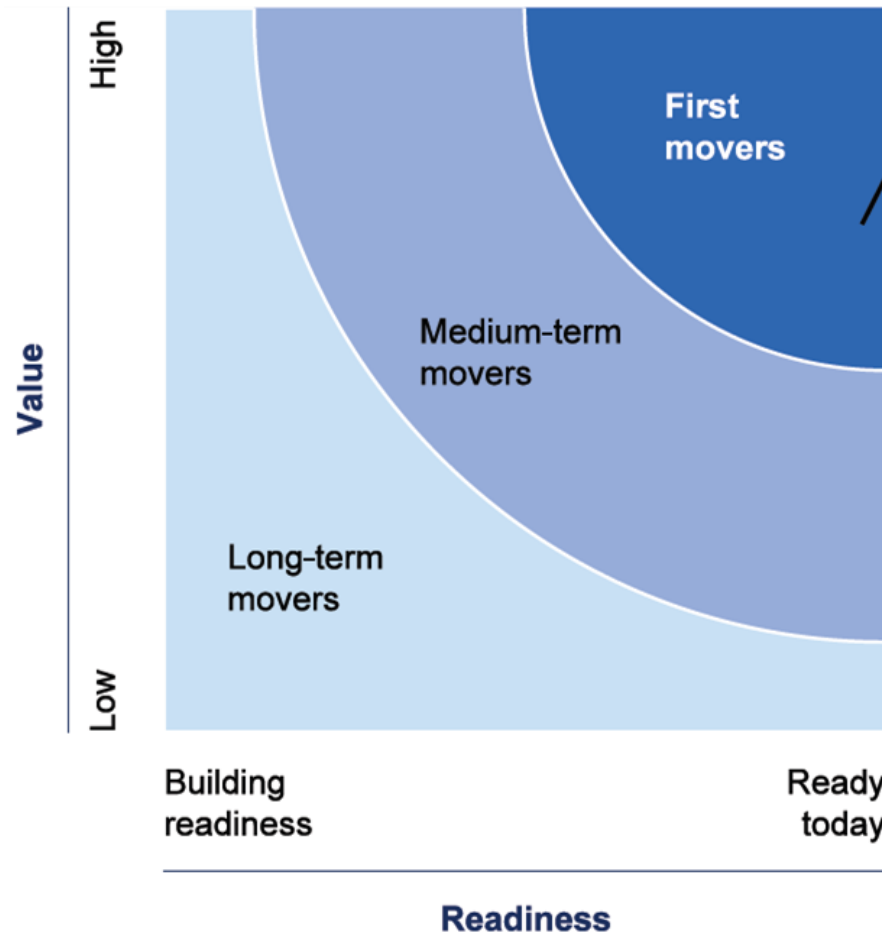 High
First
movers
Medium-term
movers
Value
Long-term
movers
Low
Building
readiness
Ready
today
Readiness